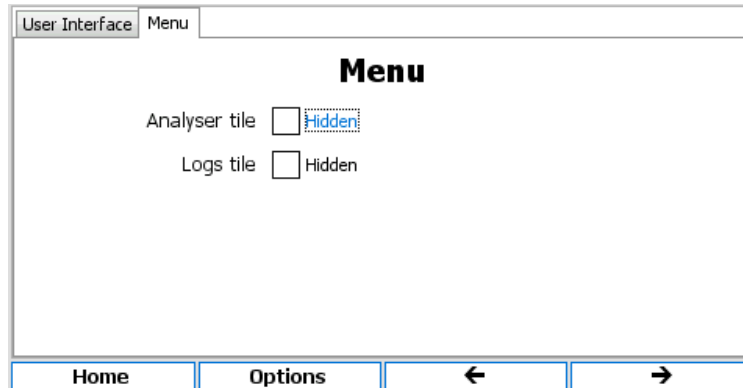 User Interface Menu
Menu
Analyser tile Hidden
Logs tile Hidden
Home Options ← →